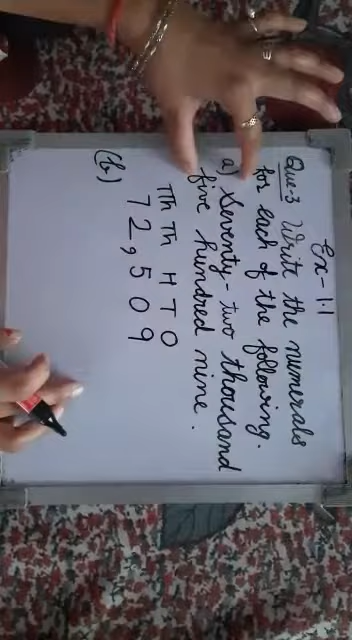 Ex-1.1
Que-3 Write the numerals
for each of the following.
a) Seventy-two thousand
five hundred nine.
TTh Th H T O
7 2, 5 0 9
(b)